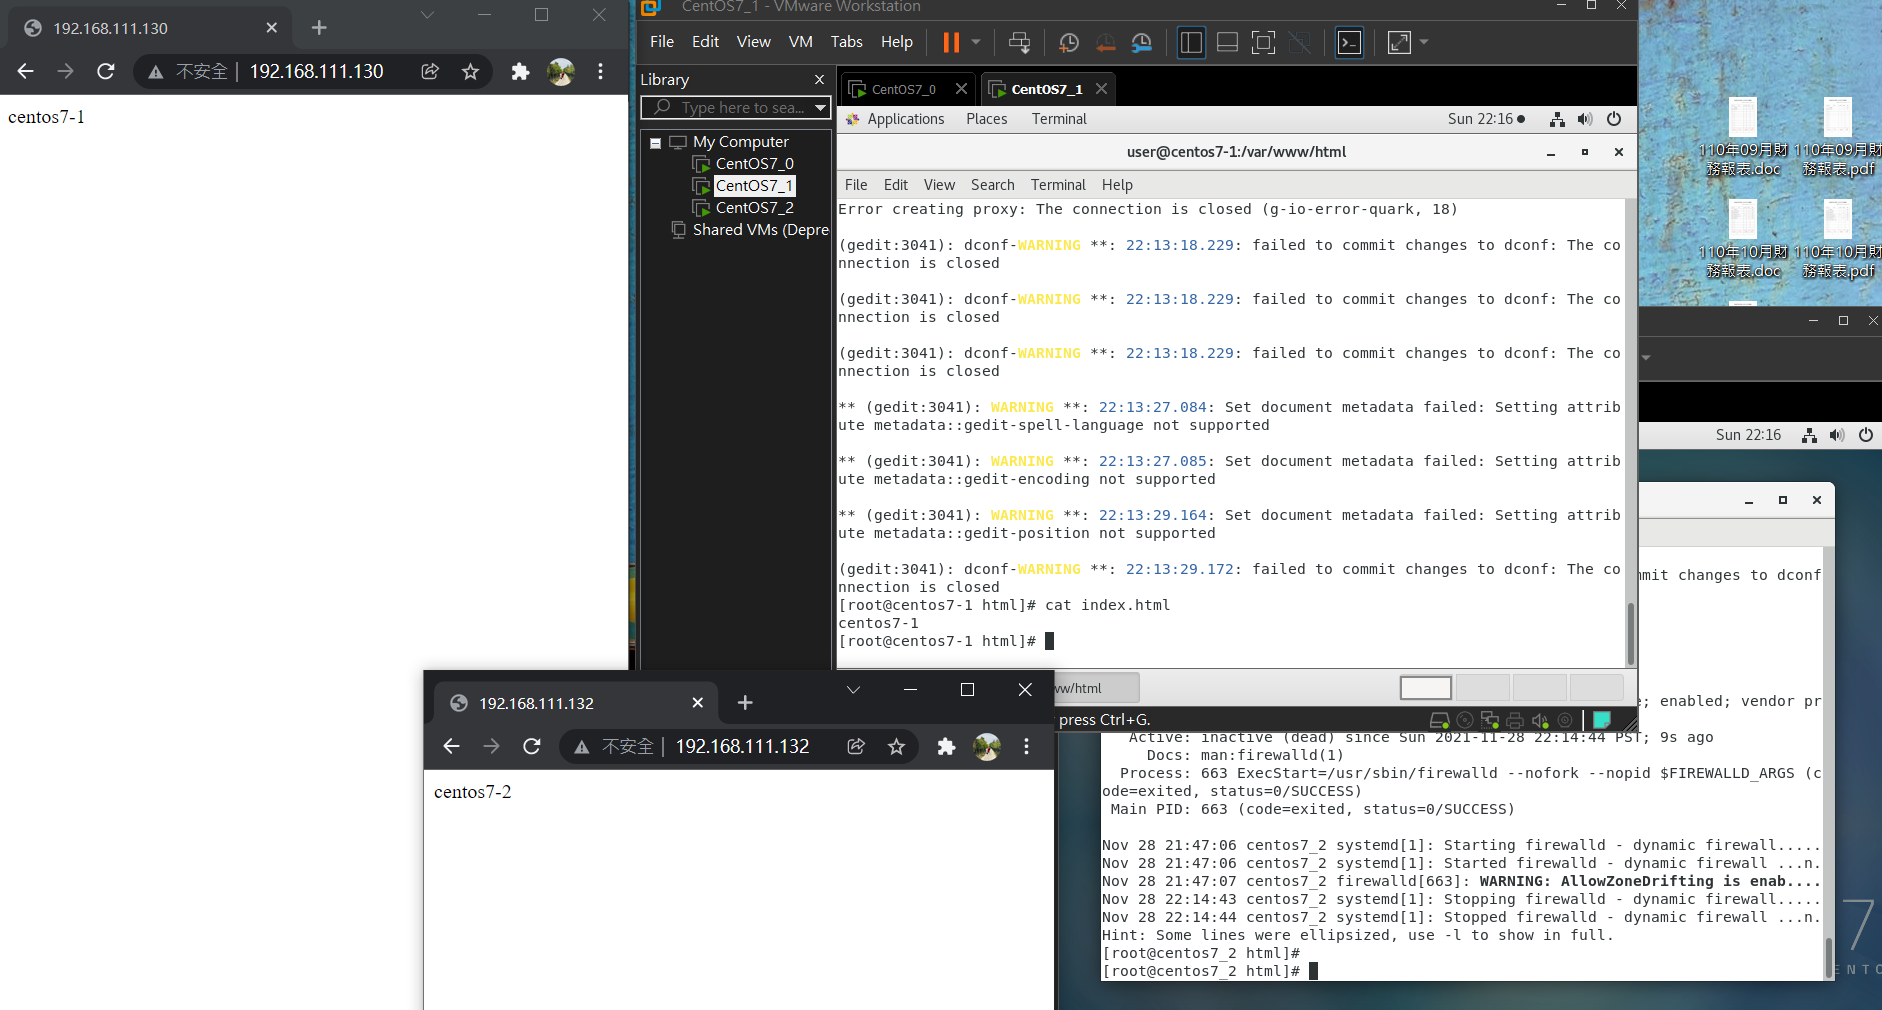 192.168.111.130
不安全
192.168.111.130
centos7-1
CentOS7_1 - VMware Workstation
File Edit View VM Tabs Help
Library
Type here to sea...
My Computer
CentOS7_0
CentOS7_1
CentOS7_2
Shared VMs (Depre
CentOS7_0
CentOS7_1
Applications Places Terminal
Sun 22:16
user@centos7-1:/var/www/html
File Edit View Search Terminal Help
Error creating proxy: The connection is closed (g-io-error-quark, 18)
(gedit:3041): dconf-WARNING **: 22:13:18.229: failed to commit changes to dconf: The co
nnection is closed
(gedit:3041): dconf-WARNING **: 22:13:18.229: failed to commit changes to dconf: The co
nnection is closed
(gedit:3041): dconf-WARNING **: 22:13:18.229: failed to commit changes to dconf: The co
nnection is closed
** (gedit:3041): WARNING **: 22:13:27.084: Set document metadata failed: Setting attrib
ute metadata::gedit-spell-language not supported
** (gedit:3041): WARNING **: 22:13:27.085: Set document metadata failed: Setting attrib
ute metadata::gedit-encoding not supported
** (gedit:3041): WARNING **: 22:13:29.164: Set document metadata failed: Setting attrib
ute metadata::gedit-position not supported
(gedit:3041): dconf-WARNING **: 22:13:29.172: failed to commit changes to dconf: The co
nnection is closed
[root@centos7-1 html]# cat index.html
centos7-1
[root@centos7-1 html]#
ww/html
press Ctrl+G.
110年09月財
務報表.doc
110年09月財
務報表.pdf
110年10月財
務報表.doc
110年10月財
務報表.pdf
Sun 22:16
mmit changes to dconf
e; enabled; vendor pr
Active: inactive (dead) since Sun 2021-11-28 22:14:44 PST; 9s ago
Docs: man:firewalld(1)
Process: 663 ExecStart=/usr/sbin/firewalld --nofork --nopid $FIREWALLD_ARGS (c
ode=exited, status=0/SUCCESS)
Main PID: 663 (code=exited, status=0/SUCCESS)
Nov 28 21:47:06 centos7_2 systemd[1]: Starting firewalld - dynamic firewall.....
Nov 28 21:47:06 centos7_2 systemd[1]: Started firewalld - dynamic firewall ...n.
Nov 28 21:47:07 centos7_2 firewalld[663]: WARNING: AllowZoneDrifting is enab....
Nov 28 22:14:43 centos7_2 systemd[1]: Stopping firewalld - dynamic firewall.....
Nov 28 22:14:44 centos7_2 systemd[1]: Stopped firewalld - dynamic firewall ...n.
Hint: Some lines were ellipsized, use -l to show in full.
[root@centos7_2 html]#
[root@centos7_2 html]#
7
ENTO
192.168.111.132
不安全
192.168.111.132
centos7-2